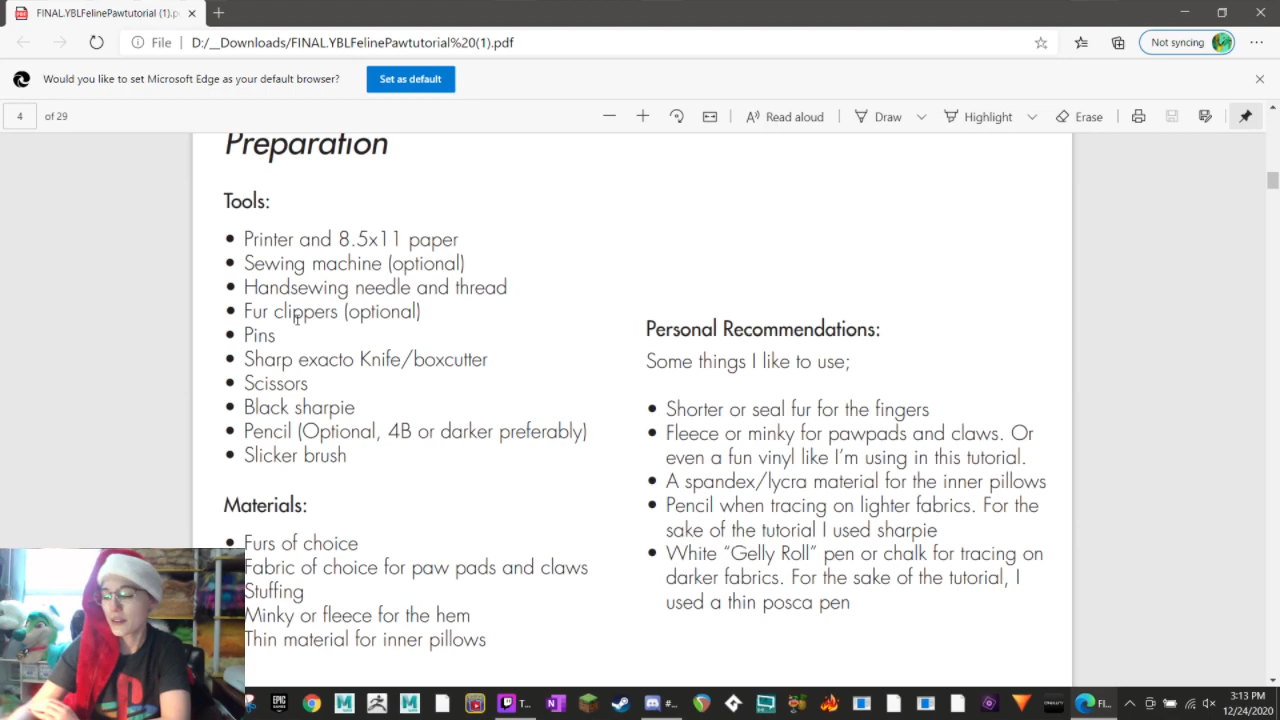 FINAL.YBLFelinePawtutorial (1).p
File
D:/__Downloads/FINAL.YBLFelinePawtutorial%20(1).pdf
Not syncing
Would you like to set Microsoft Edge as your default browser?
Set as default
4 of 29
Read aloud
Draw
Highlight
Erase
Preparation
Tools:
• Printer and 8.5x11 paper
• Sewing machine (optional)
• Handsewing needle and thread
• Fur clippers (optional)
• Pins
• Sharp exacto Knife/boxcutter
• Scissors
• Black sharpie
• Pencil (Optional, 4B or darker preferably)
• Slicker brush
Materials:
• Furs of choice
Fabric of choice for paw pads and claws
Stuffing
Minky or fleece for the hem
Thin material for inner pillows
Personal Recommendations:
Some things I like to use;
• Shorter or seal fur for the fingers
• Fleece or minky for pawpads and claws. Or
even a fun vinyl like I'm using in this tutorial.
• A spandex/lycra material for the inner pillows
• Pencil when tracing on lighter fabrics. For the
sake of the tutorial I used sharpie
• White "Gelly Roll" pen or chalk for tracing on
darker fabrics. For the sake of the tutorial, I
used a thin posca pen
EPIC
GAMES
T...
#...
FI...
3:13 PM
12/24/2020